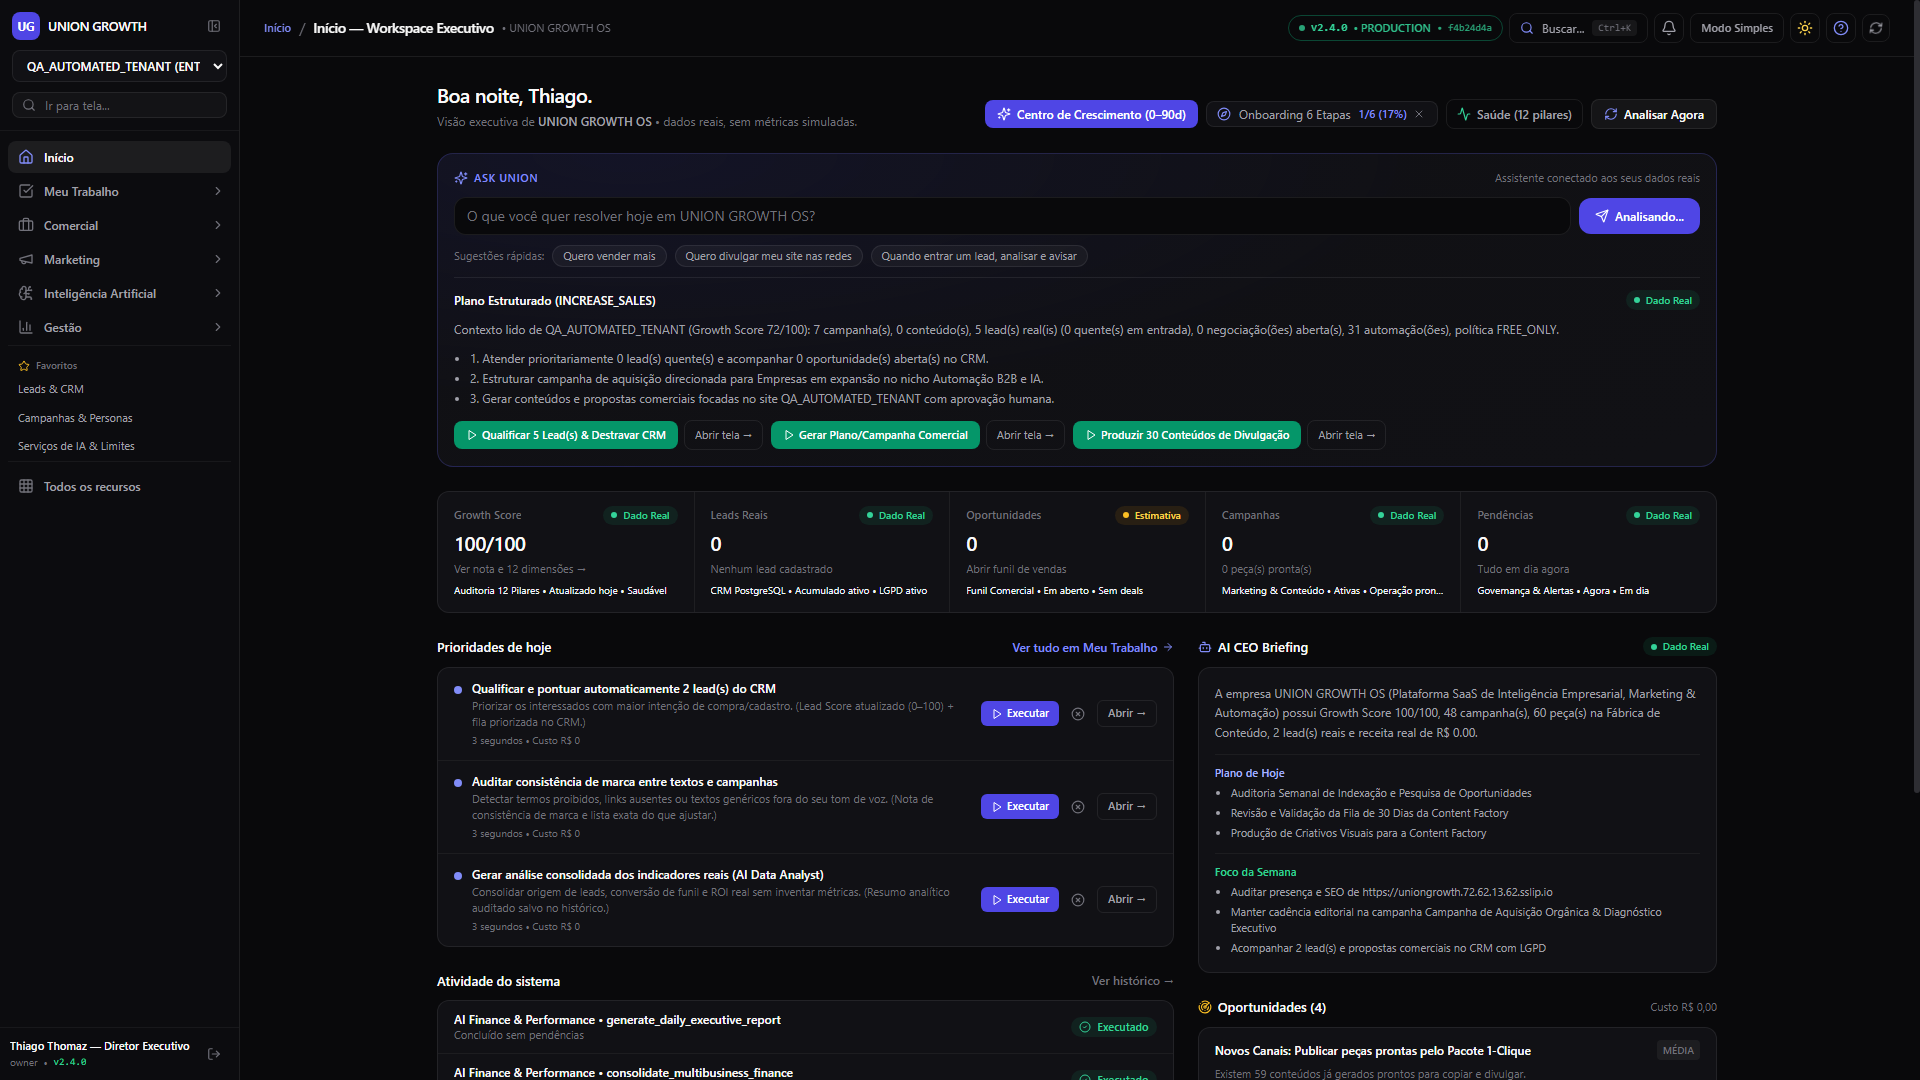 UG UNION GROWTH
QA_AUTOMATED_TENANT (ENT
Ir para tela...
Início
Meu Trabalho
Comercial
Marketing
Inteligência Artificial
Gestão
Favoritos
Leads & CRM
Campanhas & Personas
Serviços de IA & Limites
Todos os recursos
Thiago Thomaz — Diretor Executivo
owner • v2.4.0
Início / Início — Workspace Executivo • UNION GROWTH OS
v2.4.0 • PRODUCTION • f4b24d4a
Buscar... Ctrl+K
Modo Simples
Boa noite, Thiago.
Visão executiva de UNION GROWTH OS • dados reais, sem métricas simuladas.
Centro de Crescimento (0–90d)
Onboarding 6 Etapas 1/6 (17%)
Saúde (12 pilares)
Analisar Agora
ASK UNION
Assistente conectado aos seus dados reais
O que você quer resolver hoje em UNION GROWTH OS?
Analisando...
Sugestões rápidas: Quero vender mais Quero divulgar meu site nas redes Quando entrar um lead, analisar e avisar
Plano Estruturado (INCREASE_SALES)
Dado Real
Contexto lido de QA_AUTOMATED_TENANT (Growth Score 72/100): 7 campanha(s), 0 conteúdo(s), 5 lead(s) real(is) (0 quente(s) em entrada), 0 negociação(ões) aberta(s), 31 automação(ões), política FREE_ONLY.
• 1. Atender prioritariamente 0 lead(s) quente(s) e acompanhar 0 oportunidade(s) aberta(s) no CRM.
• 2. Estruturar campanha de aquisição direcionada para Empresas em expansão no nicho Automação B2B e IA.
• 3. Gerar conteúdos e propostas comerciais focadas no site QA_AUTOMATED_TENANT com aprovação humana.
Qualificar 5 Lead(s) & Destravar CRM Abrir tela → Gerar Plano/Campanha Comercial Abrir tela → Produzir 30 Conteúdos de Divulgação Abrir tela →
Growth Score Dado Real
100/100
Ver nota e 12 dimensões →
Auditoria 12 Pilares • Atualizado hoje • Saudável
Leads Reais Dado Real
0
Nenhum lead cadastrado
CRM PostgreSQL • Acumulado ativo • LGPD ativo
Oportunidades Estimativa
0
Abrir funil de vendas
Funil Comercial • Em aberto • Sem deals
Campanhas Dado Real
0
0 peça(s) pronta(s)
Marketing & Conteúdo • Ativas • Operação pron...
Pendências Dado Real
0
Tudo em dia agora
Governança & Alertas • Agora • Em dia
Prioridades de hoje
Ver tudo em Meu Trabalho →
Qualificar e pontuar automaticamente 2 lead(s) do CRM
Priorizar os interessados com maior intenção de compra/cadastro. (Lead Score atualizado (0–100) +
fila priorizada no CRM.)
3 segundos • Custo R$ 0
Executar
Abrir →
Auditar consistência de marca entre textos e campanhas
Detectar termos proibidos, links ausentes ou textos genéricos fora do seu tom de voz. (Nota de
consistência de marca e lista exata do que ajustar.)
3 segundos • Custo R$ 0
Executar
Abrir →
Gerar análise consolidada dos indicadores reais (AI Data Analyst)
Consolidar origem de leads, conversão de funil e ROI real sem inventar métricas. (Resumo analítico
auditado salvo no histórico.)
3 segundos • Custo R$ 0
Executar
Abrir →
Atividade do sistema
Ver histórico →
AI Finance & Performance • generate_daily_executive_report
Concluído sem pendências
Executado
AI Finance & Performance • consolidate_multibusiness_finance
Executado
AI CEO Briefing
Dado Real
A empresa UNION GROWTH OS (Plataforma SaaS de Inteligência Empresarial, Marketing &
Automação) possui Growth Score 100/100, 48 campanha(s), 60 peça(s) na Fábrica de
Conteúdo, 2 lead(s) reais e receita real de R$ 0.00.
Plano de Hoje
• Auditoria Semanal de Indexação e Pesquisa de Oportunidades
• Revisão e Validação da Fila de 30 Dias da Content Factory
• Produção de Criativos Visuais para a Content Factory
Foco da Semana
• Auditar presença e SEO de https://uniongrowth.72.62.13.62.sslip.io
• Manter cadência editorial na campanha Campanha de Aquisição Orgânica & Diagnóstico
Executivo
• Acompanhar 2 lead(s) e propostas comerciais no CRM com LGPD
Oportunidades (4)
Custo R$ 0,00
Novos Canais: Publicar peças prontas pelo Pacote 1-Clique
MÉDIA
Existem 59 conteúdos já gerados prontos para copiar e divulgar.